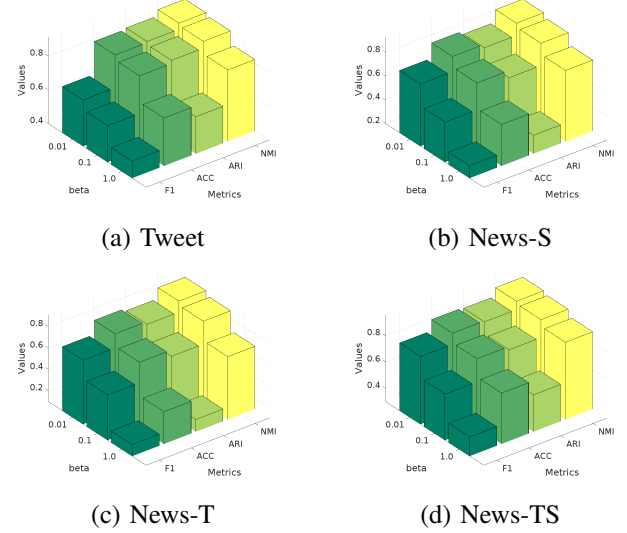 0.8
0.6
0.4
Values
0.01
0.1
1.0
beta
F1
ACC
ARI
NMI
Metrics
(a) Tweet
0.8
0.6
0.4
0.2
Values
0.01
0.1
1.0
beta
F1
ACC
ARI
NMI
Metrics
(b) News-S
0.8
0.6
0.4
0.2
Values
0.01
0.1
1.0
beta
F1
ACC
ARI
NMI
Metrics
(c) News-T
0.8
0.6
0.4
Values
0.01
0.1
1.0
beta
F1
ACC
ARI
NMI
Metrics
(d) News-TS